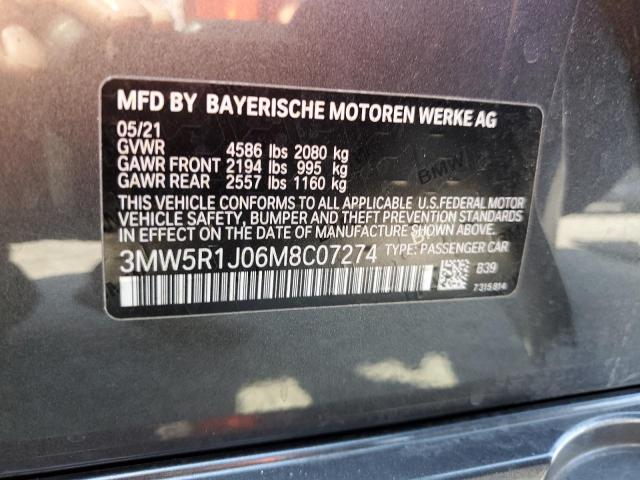 MFD BY BAYERISCHE MOTOREN WERKE AG
05/21
GVWR 4586 lbs 2080 kg
GAWR FRONT 2194 lbs 995 kg
GAWR REAR 2557 lbs 1160 kg
THIS VEHICLE CONFORMS TO ALL APPLICABLE U.S.FEDERAL MOTOR
VEHICLE SAFETY, BUMPER AND THEFT PREVENTION STANDARDS
IN EFFECT ON THE DATE OF MANUFACTURE SHOWN ABOVE.
3MW5R1J06M8C07274 TYPE: PASSENGER CAR
B39
7315814